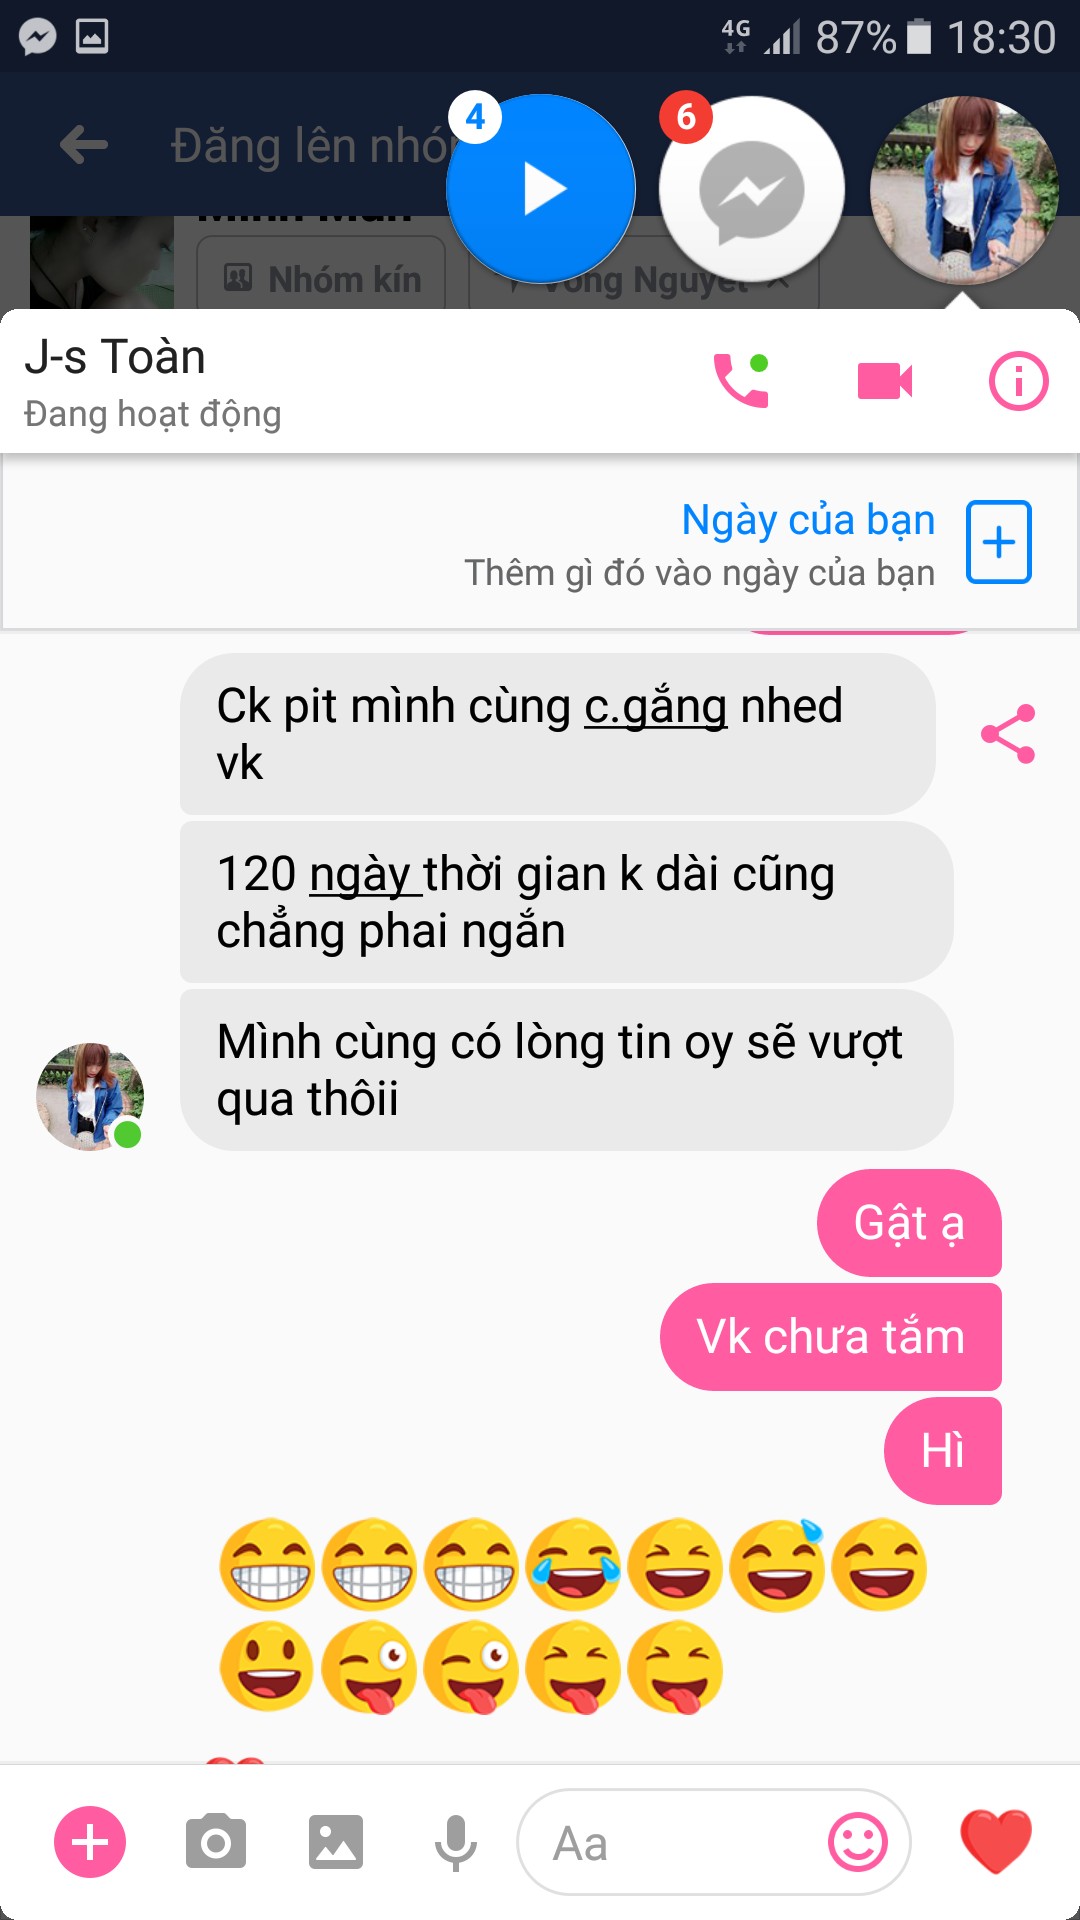 4G 87% 18:30
4
6
Đăng lên nhó
Minh Mẫn
Nhóm kín
Vọng Nguyệt
J-s Toàn
Đang hoạt động
Ngày của bạn
Thêm gì đó vào ngày của bạn
Ck pit mình cùng c.gắng nhed
vk
120 ngày thời gian k dài cũng
chẳng phai ngắn
Mình cùng có lòng tin oy sẽ vượt
qua thôii
Gật ạ
Vk chưa tắm
Hì
Aa